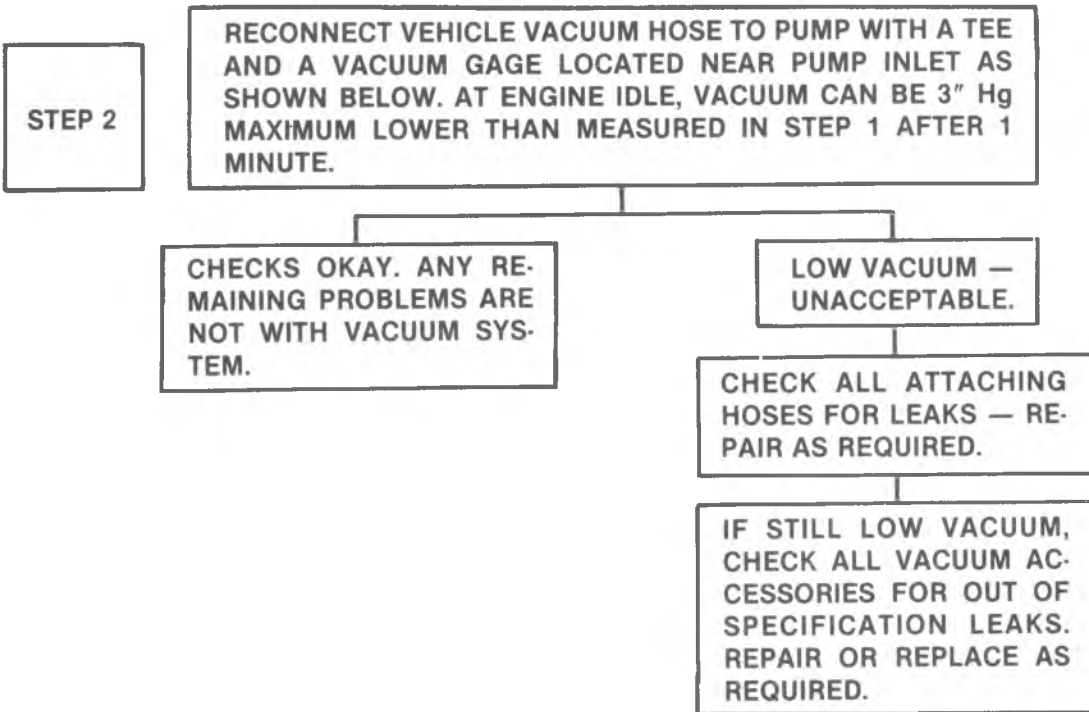 STEP 2
RECONNECT VEHICLE VACUUM HOSE TO PUMP WITH A TEE
AND A VACUUM GAGE LOCATED NEAR PUMP INLET AS
SHOWN BELOW. AT ENGINE IDLE, VACUUM CAN BE 3″ Hg
MAXIMUM LOWER THAN MEASURED IN STEP 1 AFTER 1
MINUTE.
CHECKS OKAY. ANY RE-
MAINING PROBLEMS ARE
NOT WITH VACUUM SYS-
TEM.
LOW VACUUM —
UNACCEPTABLE.
CHECK ALL ATTACHING
HOSES FOR LEAKS — RE-
PAIR AS REQUIRED.
IF STILL LOW VACUUM,
CHECK ALL VACUUM AC-
CESSORIES FOR OUT OF
SPECIFICATION LEAKS.
REPAIR OR REPLACE AS
REQUIRED.